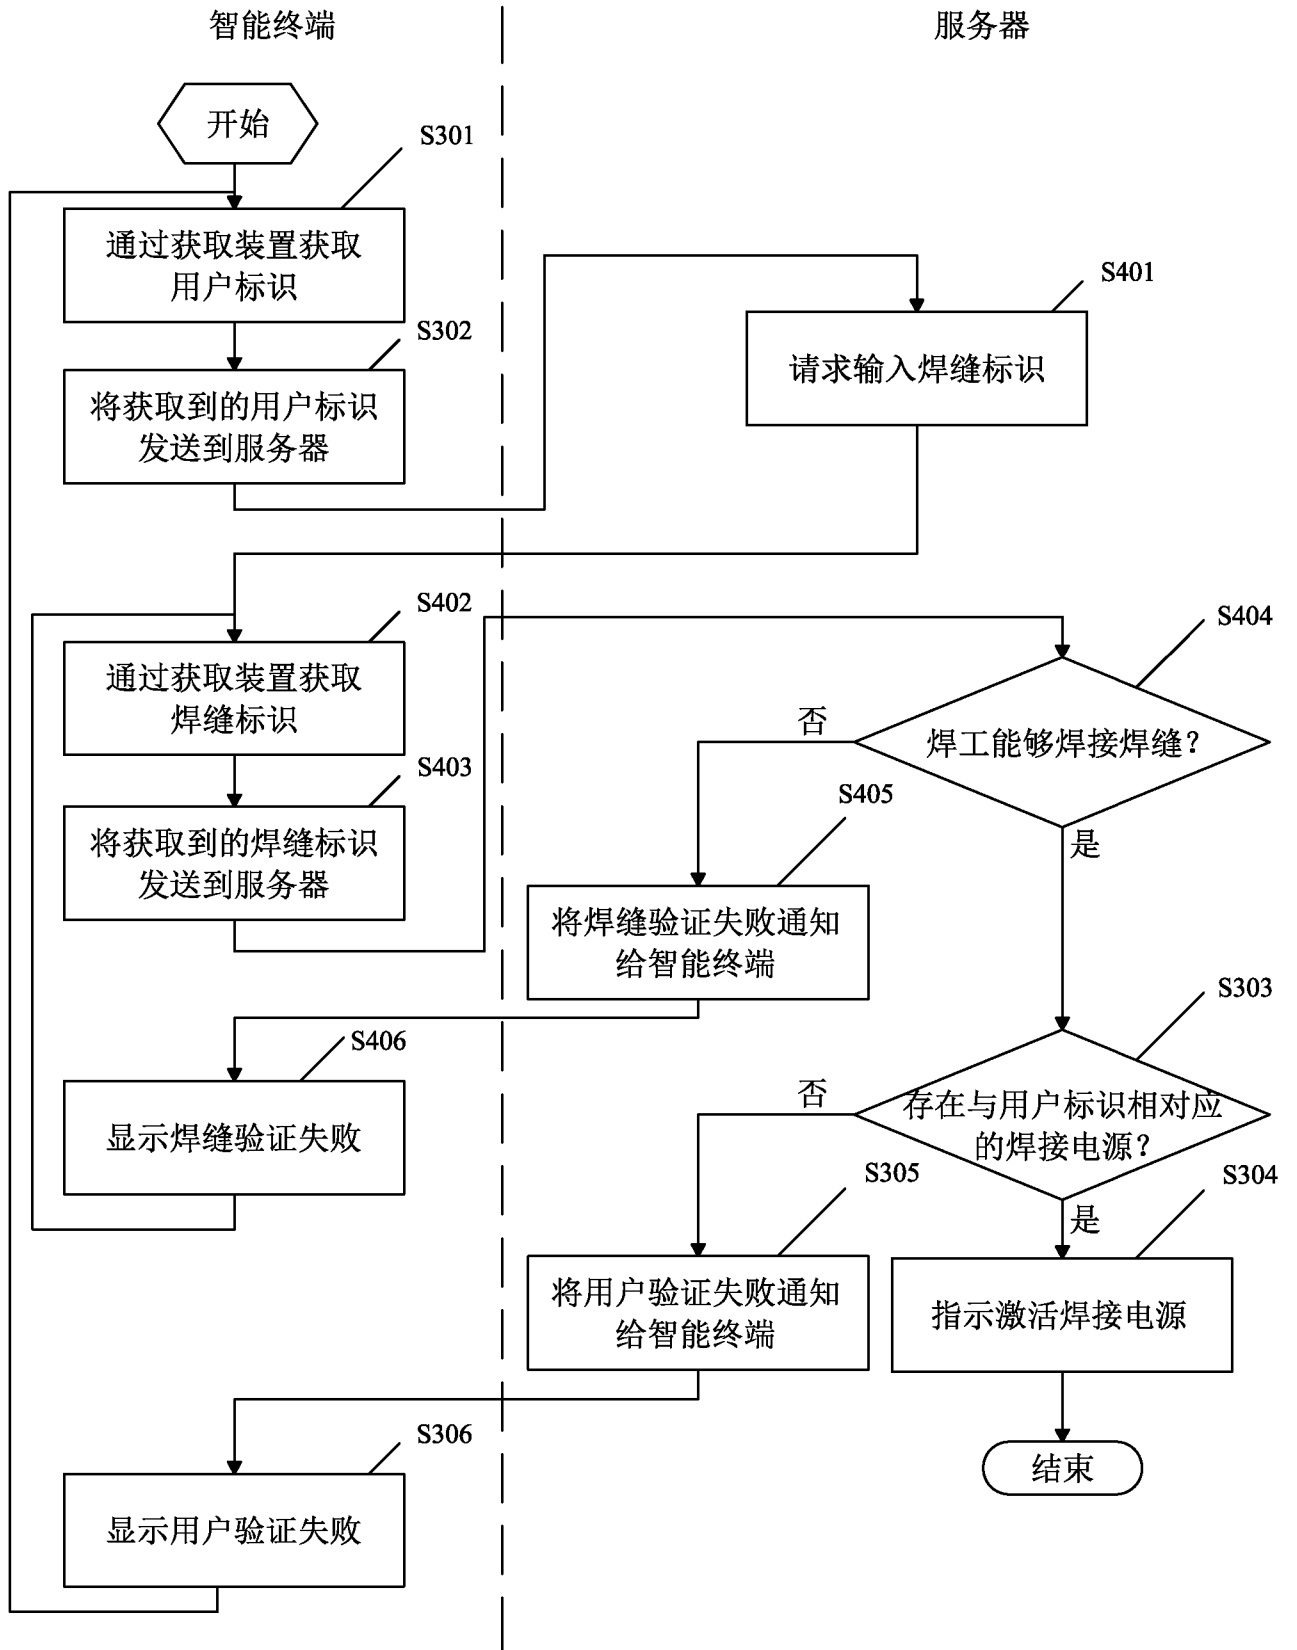 智能终端
服务器
开始
S301
通过获取装置获取
用户标识
S302
将获取到的用户标识
发送到服务器
S401
请求输入焊缝标识
S402
通过获取装置获取
焊缝标识
S403
将获取到的焊缝标识
发送到服务器
S404
焊工能够焊接焊缝?
否
是
S405
将焊缝验证失败通知
给智能终端
S406
显示焊缝验证失败
S303
存在与用户标识相对应
的焊接电源?
否
是
S305
将用户验证失败通知
给智能终端
S304
指示激活焊接电源
S306
显示用户验证失败
结束